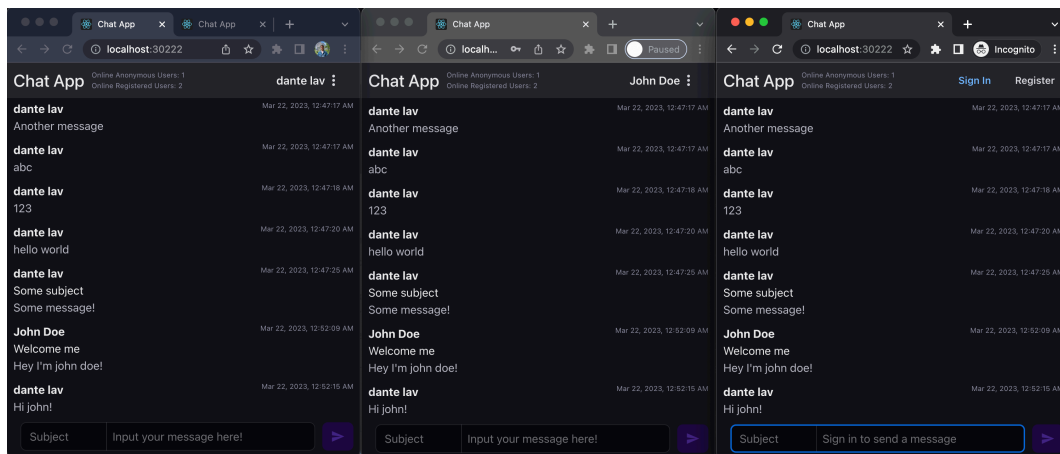 Chat App
Chat App
localhost:30222
Chat App
Online Anonymous Users: 1
Online Registered Users: 2
dante lav
dante lav
Mar 22, 2023, 12:47:17 AM
Another message
dante lav
Mar 22, 2023, 12:47:17 AM
abc
dante lav
Mar 22, 2023, 12:47:18 AM
123
dante lav
Mar 22, 2023, 12:47:20 AM
hello world
dante lav
Mar 22, 2023, 12:47:25 AM
Some subject
Some message!
John Doe
Mar 22, 2023, 12:52:09 AM
Welcome me
Hey I'm john doe!
dante lav
Mar 22, 2023, 12:52:15 AM
Hi john!
Subject
Input your message here!
Chat App
localh...
Paused
Chat App
Online Anonymous Users: 1
Online Registered Users: 2
John Doe
dante lav
Mar 22, 2023, 12:47:17 AM
Another message
dante lav
Mar 22, 2023, 12:47:17 AM
abc
dante lav
Mar 22, 2023, 12:47:18 AM
123
dante lav
Mar 22, 2023, 12:47:20 AM
hello world
dante lav
Mar 22, 2023, 12:47:25 AM
Some subject
Some message!
John Doe
Mar 22, 2023, 12:52:09 AM
Welcome me
Hey I'm john doe!
dante lav
Mar 22, 2023, 12:52:15 AM
Hi john!
Subject
Input your message here!
Chat App
localhost:30222
Incognito
Chat App
Online Anonymous Users: 1
Online Registered Users: 2
Sign In
Register
dante lav
Mar 22, 2023, 12:47:17 AM
Another message
dante lav
Mar 22, 2023, 12:47:17 AM
abc
dante lav
Mar 22, 2023, 12:47:18 AM
123
dante lav
Mar 22, 2023, 12:47:20 AM
hello world
dante lav
Mar 22, 2023, 12:47:25 AM
Some subject
Some message!
John Doe
Mar 22, 2023, 12:52:09 AM
Welcome me
Hey I'm john doe!
dante lav
Mar 22, 2023, 12:52:15 AM
Hi john!
Subject
Sign in to send a message